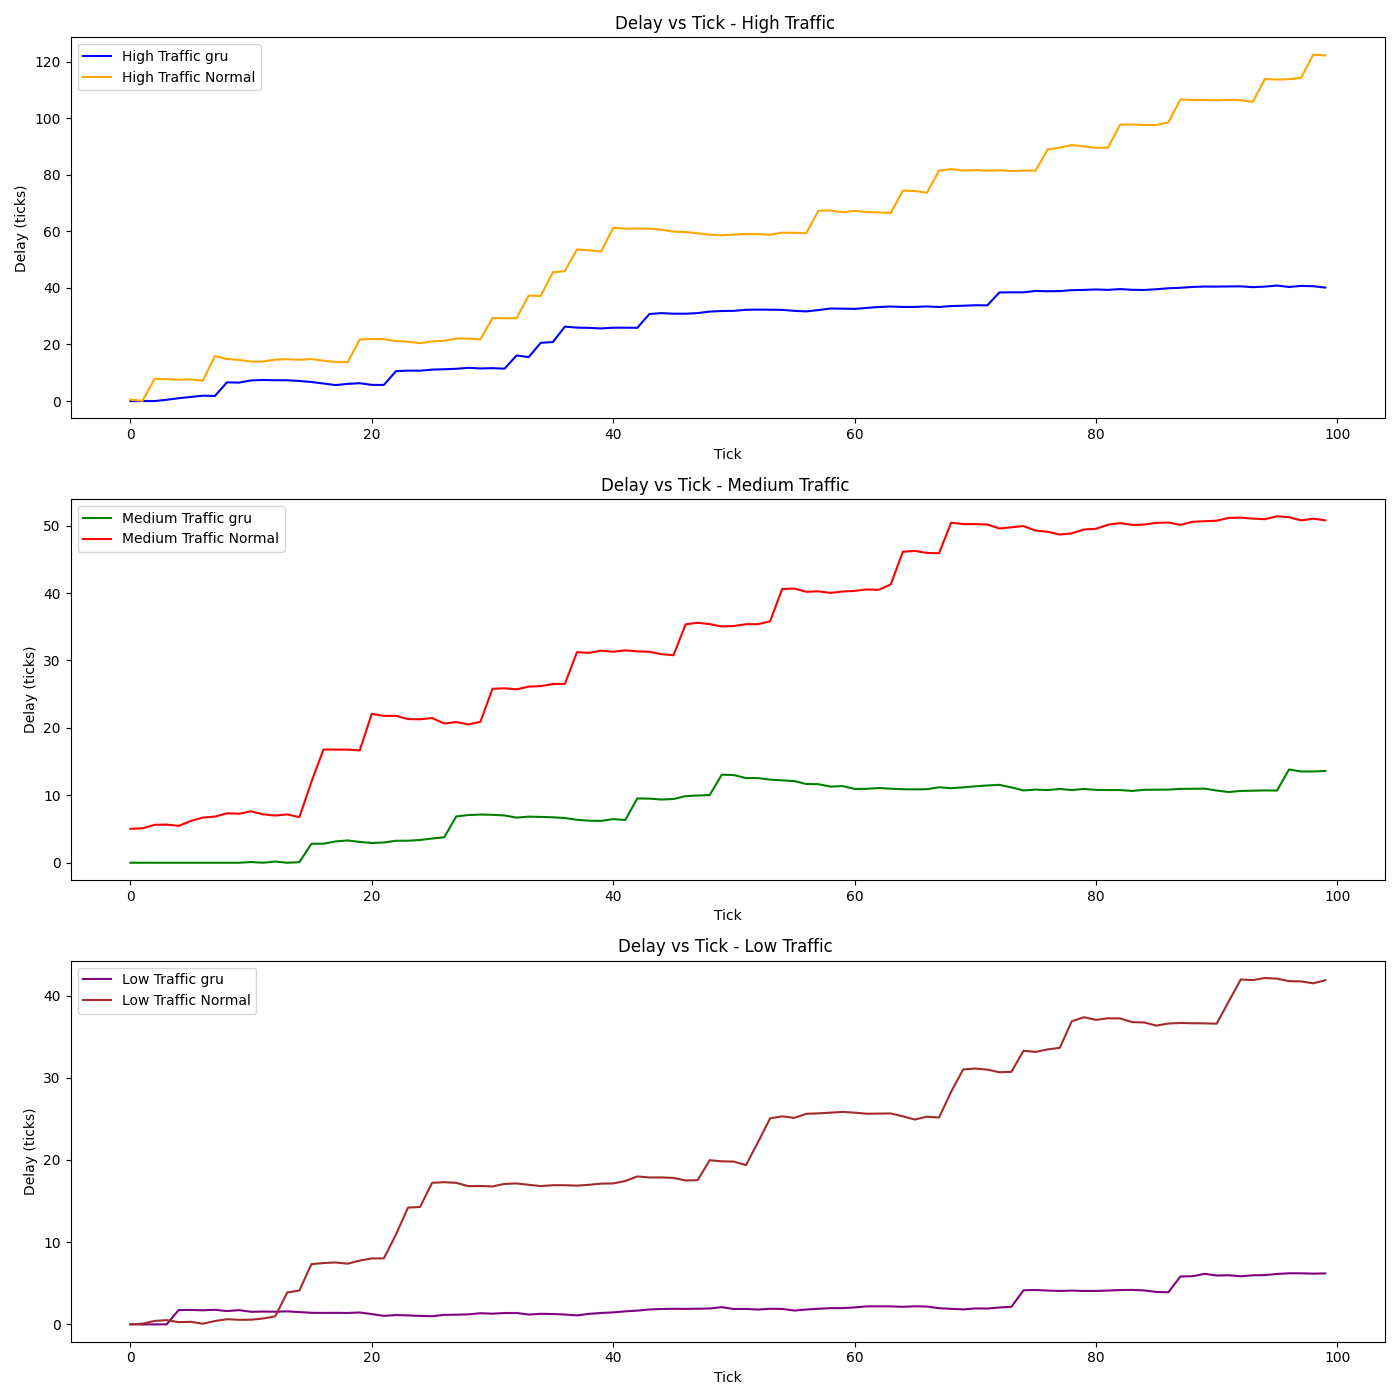 Delay vs Tick - High Traffic
High Traffic gru
High Traffic Normal
Delay (ticks)
120
100
80
60
40
20
0
0 20 40 60 80 100
Tick
Delay vs Tick - Medium Traffic
Medium Traffic gru
Medium Traffic Normal
Delay (ticks)
50
40
30
20
10
0
0 20 40 60 80 100
Tick
Delay vs Tick - Low Traffic
Low Traffic gru
Low Traffic Normal
Delay (ticks)
40
30
20
10
0
0 20 40 60 80 100
Tick